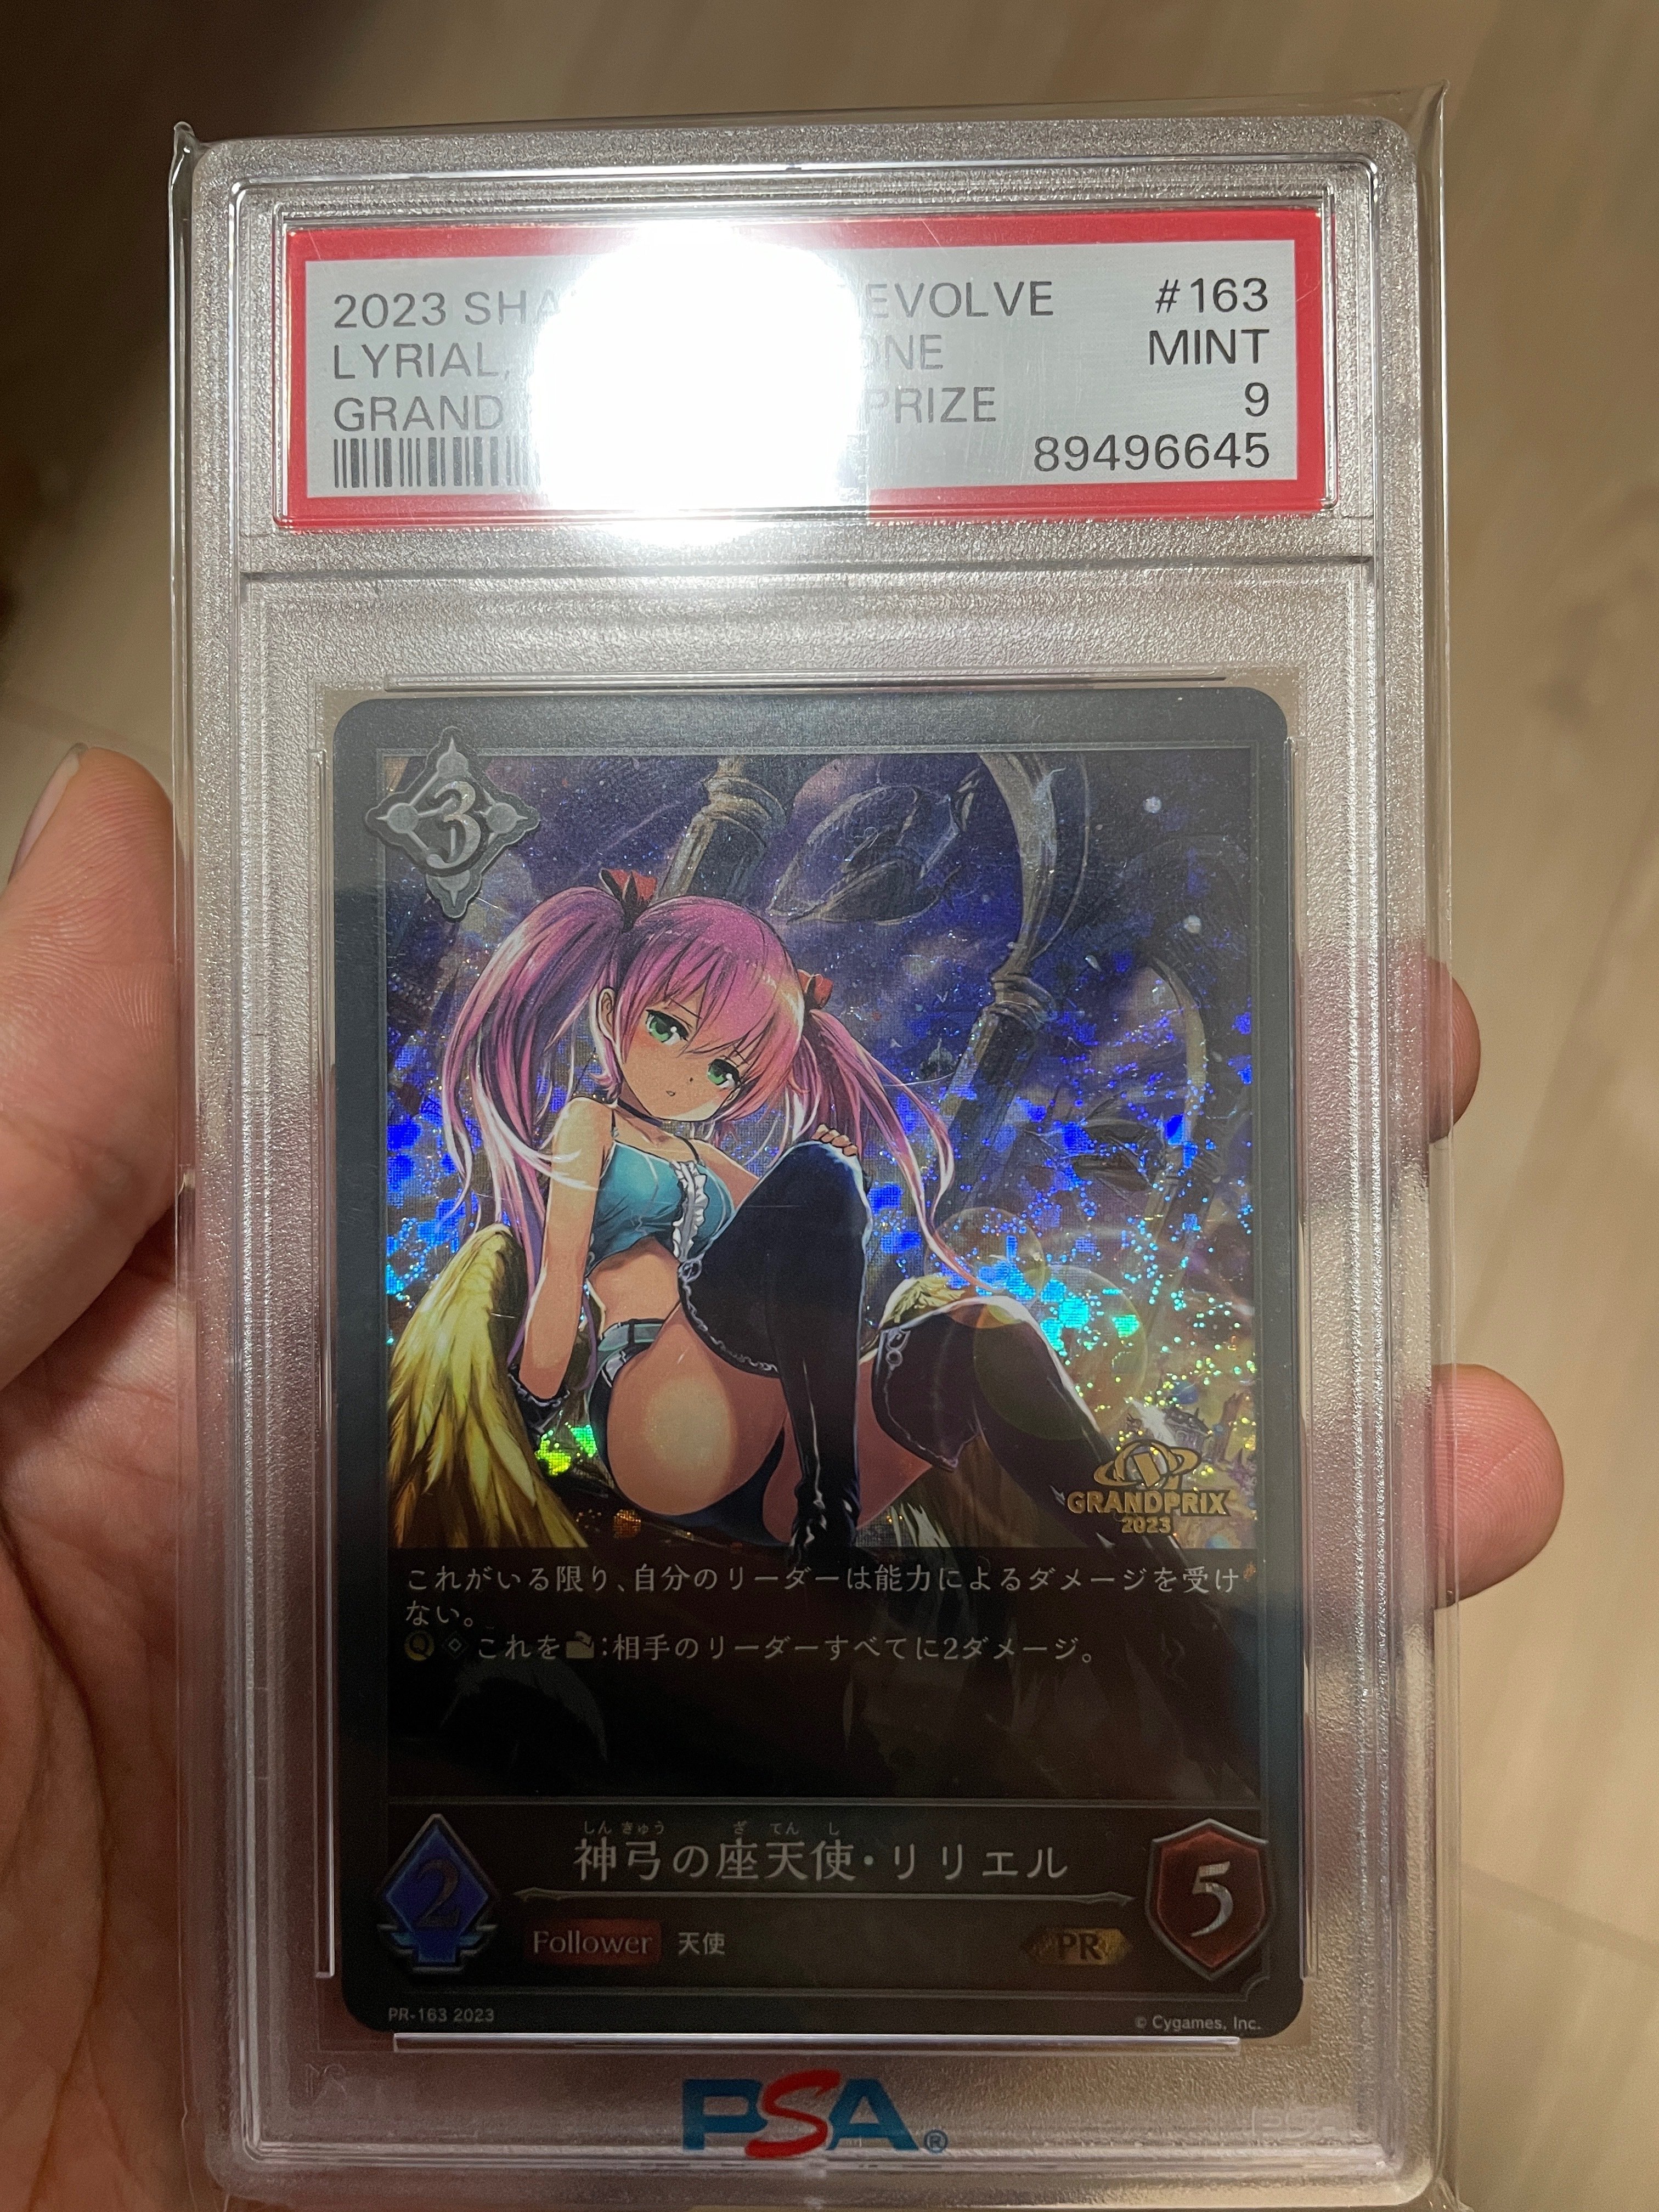 2023 SHA EVOLVE #163
LYRIAL, ONE MINT
GRAND PRIZE 9
89496645
3
GRANDPRIX
2023
これがいる限り、自分のリーダーは能力によるダメージを受け
ない。
これを:相手のリーダーすべてに2ダメージ。
しんきゅう ざ てん し
神弓の座天使・リリエル
2
5
Follower 天使 PR
PR-163 2023 © Cygames, Inc.
PSA®